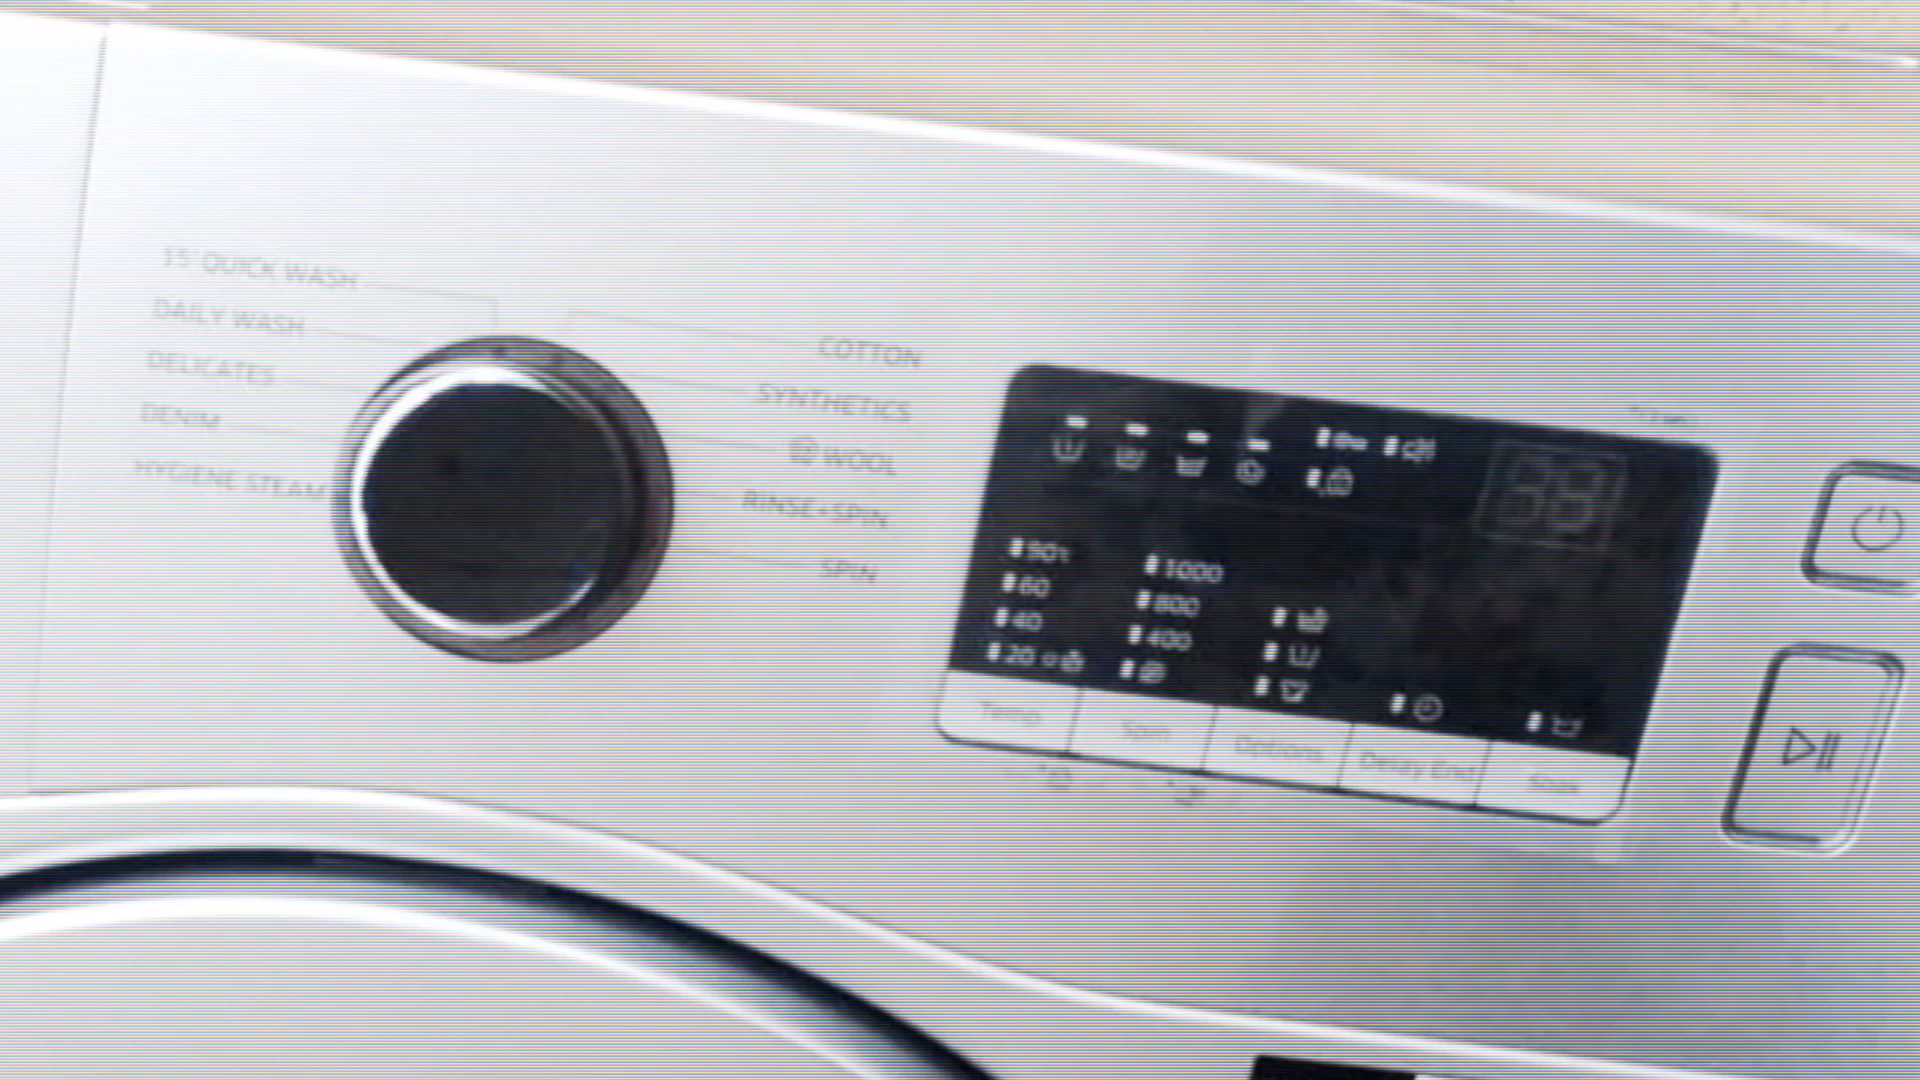 15' QUICK WASH
DAILY WASH
DELICATES
DENIM
HYGIENE STEAM
COTTON
SYNTHETICS
WOOL
RINSE+SPIN
SPIN
90℃
60
40
20
1000
800
400
Temp
Spin
Options
Delay End
Soak